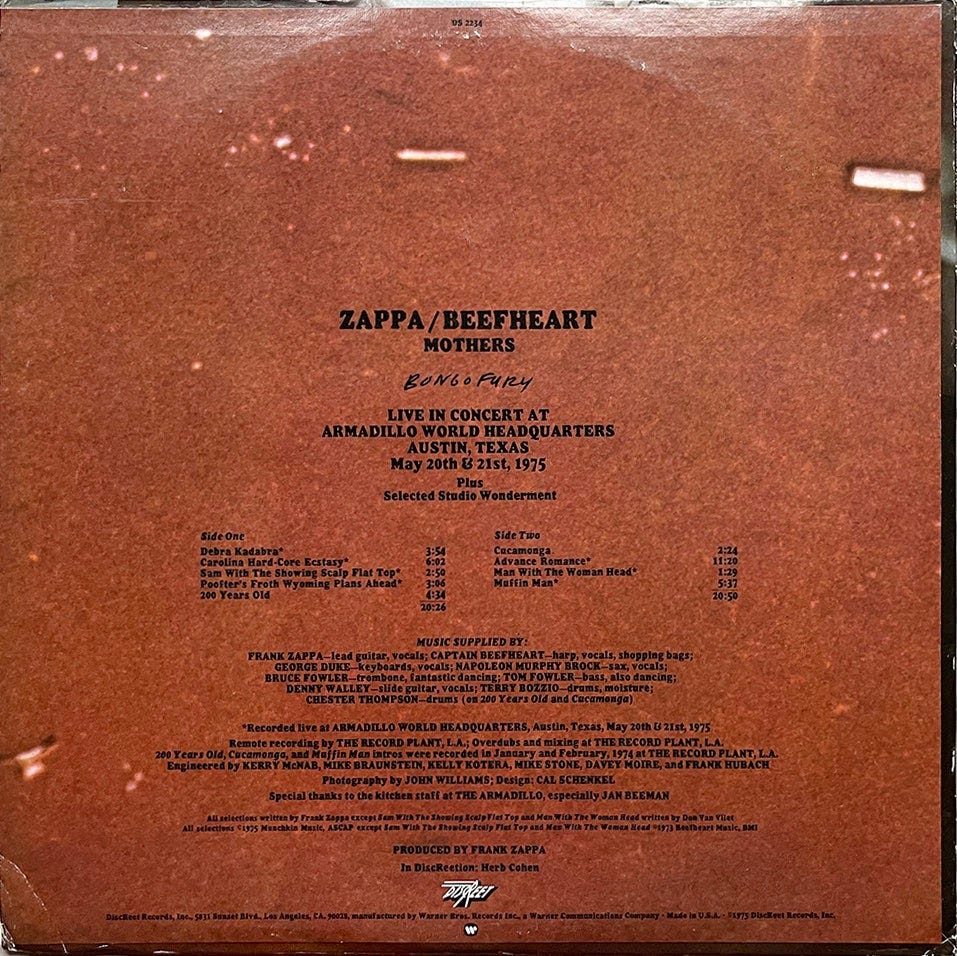 DS 2234
ZAPPA/BEEFHEART
MOTHERS
BONGO FURY
LIVE IN CONCERT AT
ARMADILLO WORLD HEADQUARTERS
AUSTIN, TEXAS
May 20th & 21st, 1975
Plus
Selected Studio Wonderment
Side One
Debra Kadabra* 3:54
Carolina Hard-Core Ecstasy* 6:02
Sam With The Showing Scalp Flat Top* 2:50
Poofter's Froth Wyoming Plans Ahead* 3:06
200 Years Old 4:34
20:26
Side Two
Cucamonga 2:24
Advance Romance* 11:20
Man With The Woman Head* 1:29
Muffin Man* 5:37
20:50
MUSIC SUPPLIED BY:
FRANK ZAPPA—lead guitar, vocals; CAPTAIN BEEFHEART—harp, vocals, shopping bags;
GEORGE DUKE—keyboards, vocals; NAPOLEON MURPHY BROCK—sax, vocals;
BRUCE FOWLER—trombone, fantastic dancing; TOM FOWLER—bass, also dancing;
DENNY WALLEY—slide guitar, vocals; TERRY BOZZIO—drums, moisture;
CHESTER THOMPSON—drums (on 200 Years Old and Cucamonga)
*Recorded live at ARMADILLO WORLD HEADQUARTERS, Austin, Texas, May 20th & 21st, 1975
Remote recording by THE RECORD PLANT, L.A.; Overdubs and mixing at THE RECORD PLANT, L.A.
200 Years Old, Cucamonga, and Muffin Man intros were recorded in January and February, 1974 at THE RECORD PLANT, L.A.
Engineered by KERRY McNAB, MIKE BRAUNSTEIN, KELLY KOTERA, MIKE STONE, DAVEY MOIRE, and FRANK HUBACH
Photography by JOHN WILLIAMS; Design: CAL SCHENKEL
Special thanks to the kitchen staff at THE ARMADILLO, especially JAN BEEMAN
All selections written by Frank Zappa except Sam With The Showing Scalp Flat Top and Man With The Woman Head written by Don Van Vliet
All selections ©1975 Munchkin Music, ASCAP except Sam With The Showing Scalp Flat Top and Man With The Woman Head ©1973 Beefheart Music, BMI
PRODUCED BY FRANK ZAPPA
In DiscReetion: Herb Cohen
DISCREET
DiscReet Records, Inc., 5831 Sunset Blvd., Los Angeles, CA. 90028, manufactured by Warner Bros. Records Inc., a Warner Communications Company · Made in U.S.A. · ©1975 DiscReet Records, Inc.
W